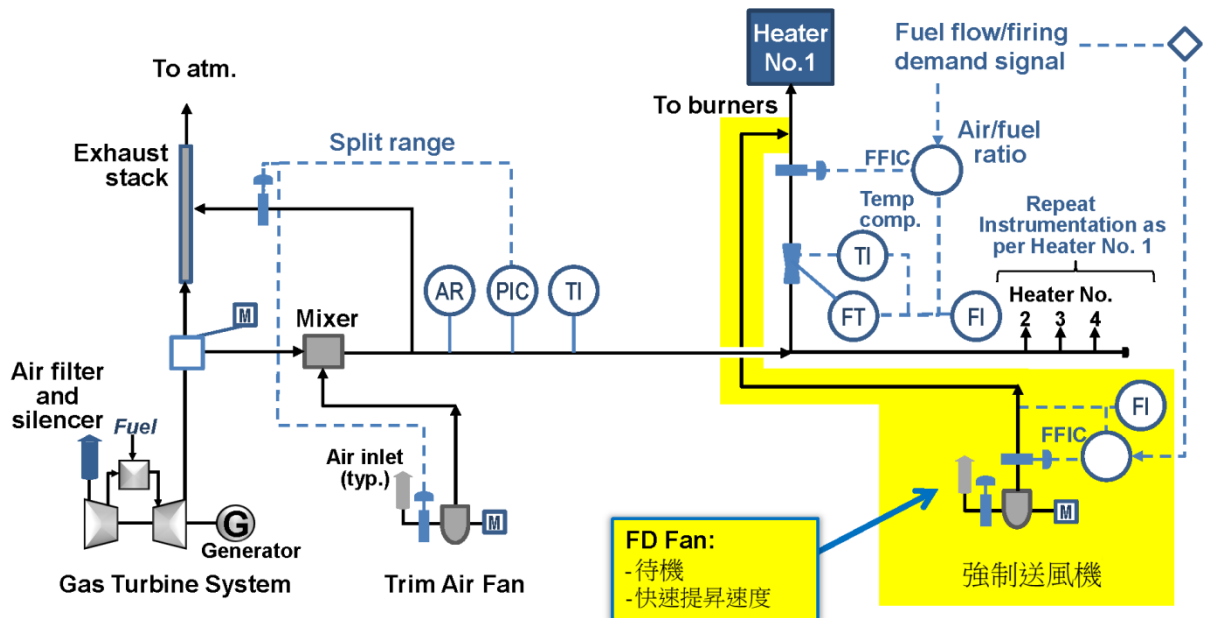 Heater
No.1
Fuel flow/firing
demand signal
To atm.
To burners
Exhaust
stack
Split range
FFIC
Air/fuel
ratio
Temp
comp.
Repeat
Instrumentation as
per Heater No. 1
TI
AR
PIC
TI
FT
FI
Heater No.
2 3 4
M
Mixer
Air filter
and
silencer
Fuel
Air inlet
(typ.)
FI
FFIC
M
M
G
Generator
Gas Turbine System
Trim Air Fan
FD Fan:
-待機
-快速提昇速度
強制送風機